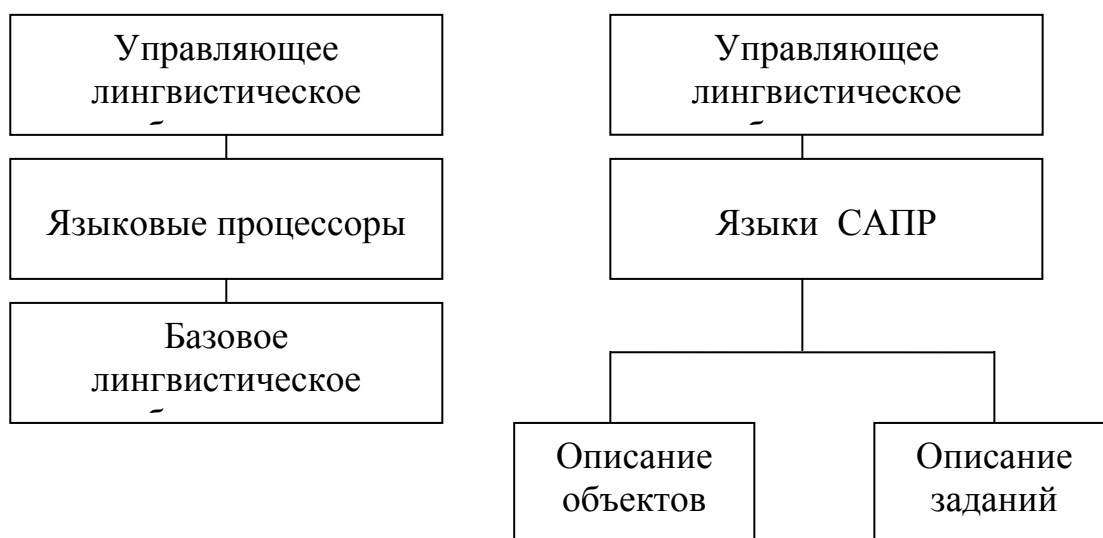 Управляющее
лингвистическое
Управляющее
лингвистическое
Языковые процессоры
Языки САПР
Базовое
лингвистическое
Описание
объектов
Описание
заданий